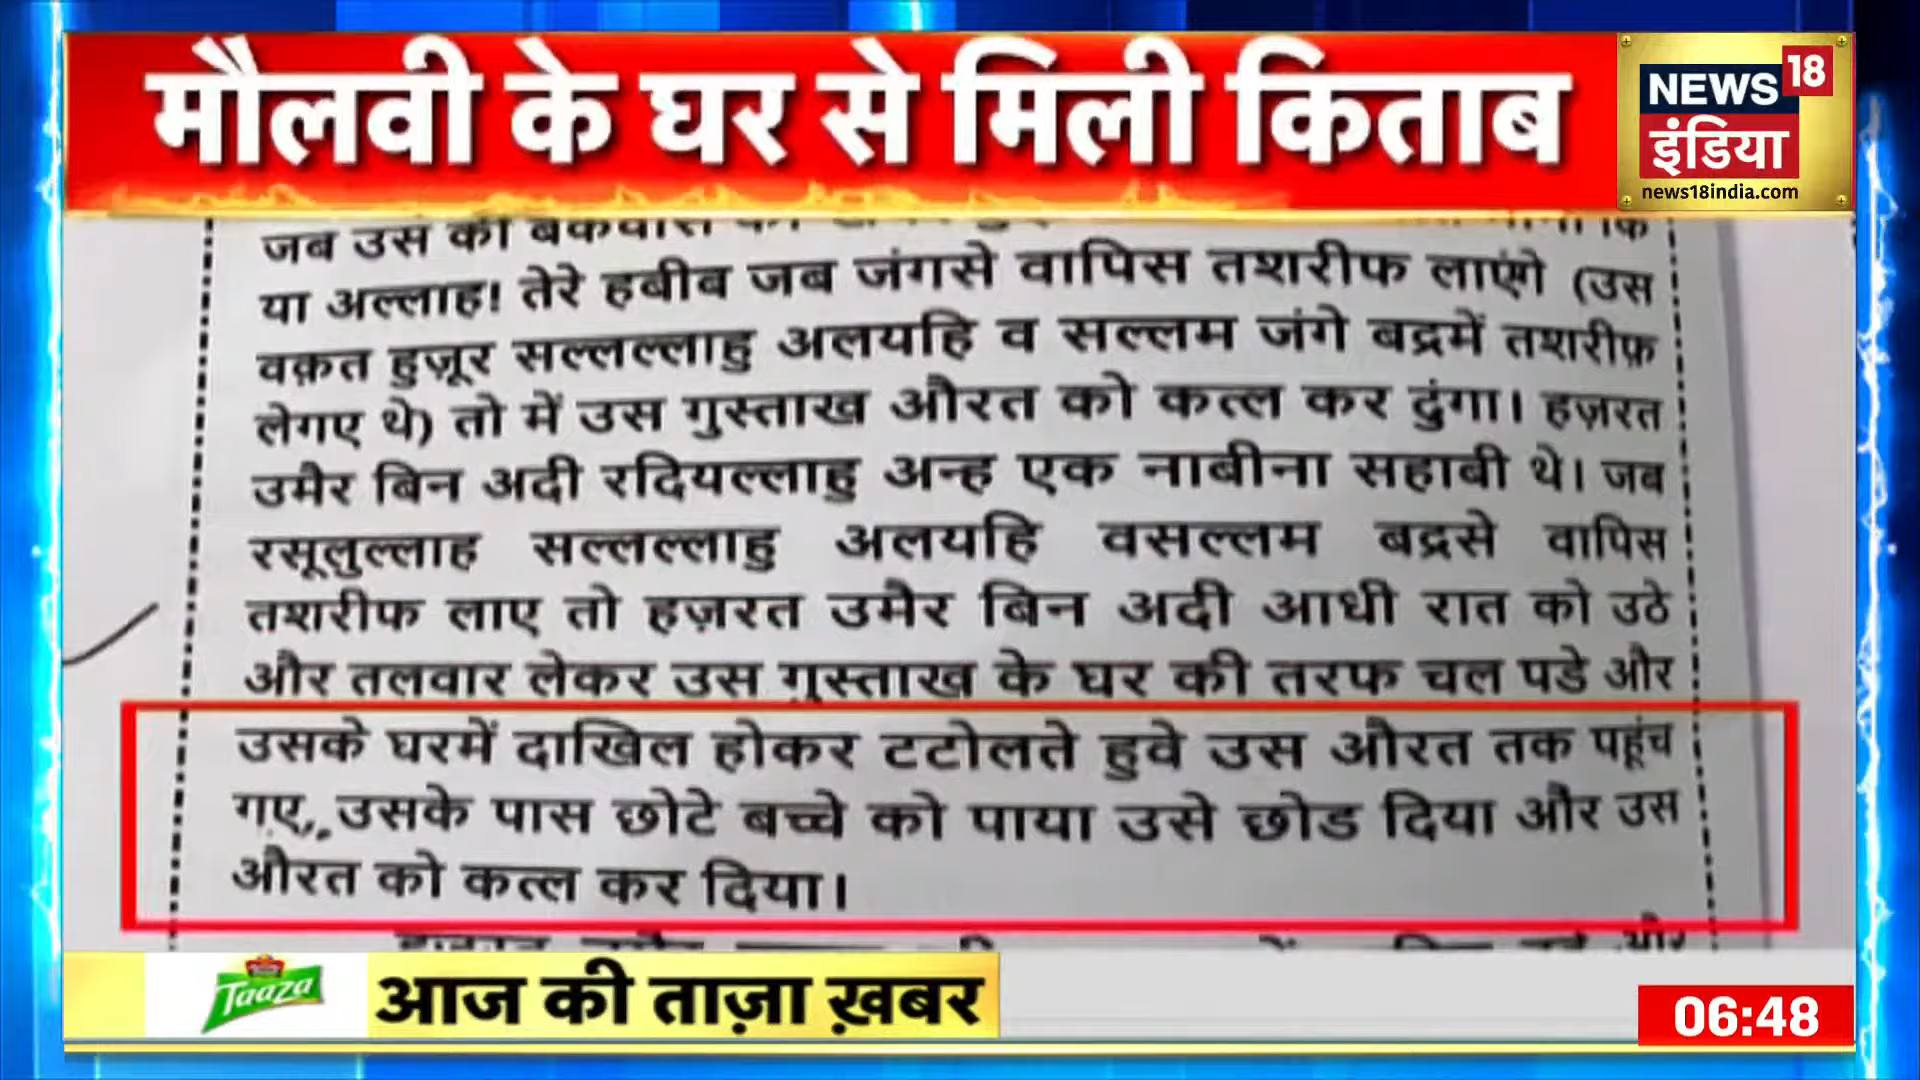 मौलवी के घर से मिली किताब
NEWS 18
इंडिया
news18india.com
जब उस की बकवास
या अल्लाह! तेरे हबीब जब जंगसे वापिस तशरीफ लाएंगे (उस
वक़त हुज़ूर सल्लल्लाहु अलयहि व सल्लम जंगे बद्रमें तशरीफ़
लेगए थे) तो में उस गुस्ताख औरत को कत्ल कर दुंगा। हज़रत
उमैर बिन अदी रदियल्लाहु अन्ह एक नाबीना सहाबी थे। जब
रसूलुल्लाह सल्लल्लाहु अलयहि वसल्लम बद्रसे वापिस
तशरीफ लाए तो हज़रत उमैर बिन अदी आधी रात को उठे
और तलवार लेकर उस गुस्ताख के घर की तरफ चल पडे और
उसके घरमें दाखिल होकर टटोलते हुवे उस औरत तक पहूंच
गए, उसके पास छोटे बच्चे को पाया उसे छोड दिया और उस
औरत को कत्ल कर दिया।
Taaza
आज की ताज़ा ख़बर
06:48